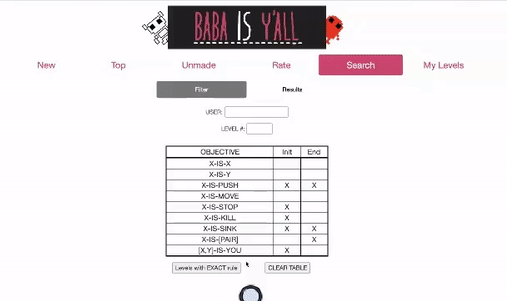 BABA IS Y'ALL
New Top Unmade Rate Search My Levels
Filter Results
USER:
LEVEL #:
OBJECTIVE Init End
X-IS-X
X-IS-Y
X-IS-PUSH X X
X-IS-MOVE
X-IS-STOP X
X-IS-KILL X
X-IS-SINK X X
X-IS-[PAIR] X
[X,Y]-IS-YOU X
Levels with EXACT rule CLEAR TABLE